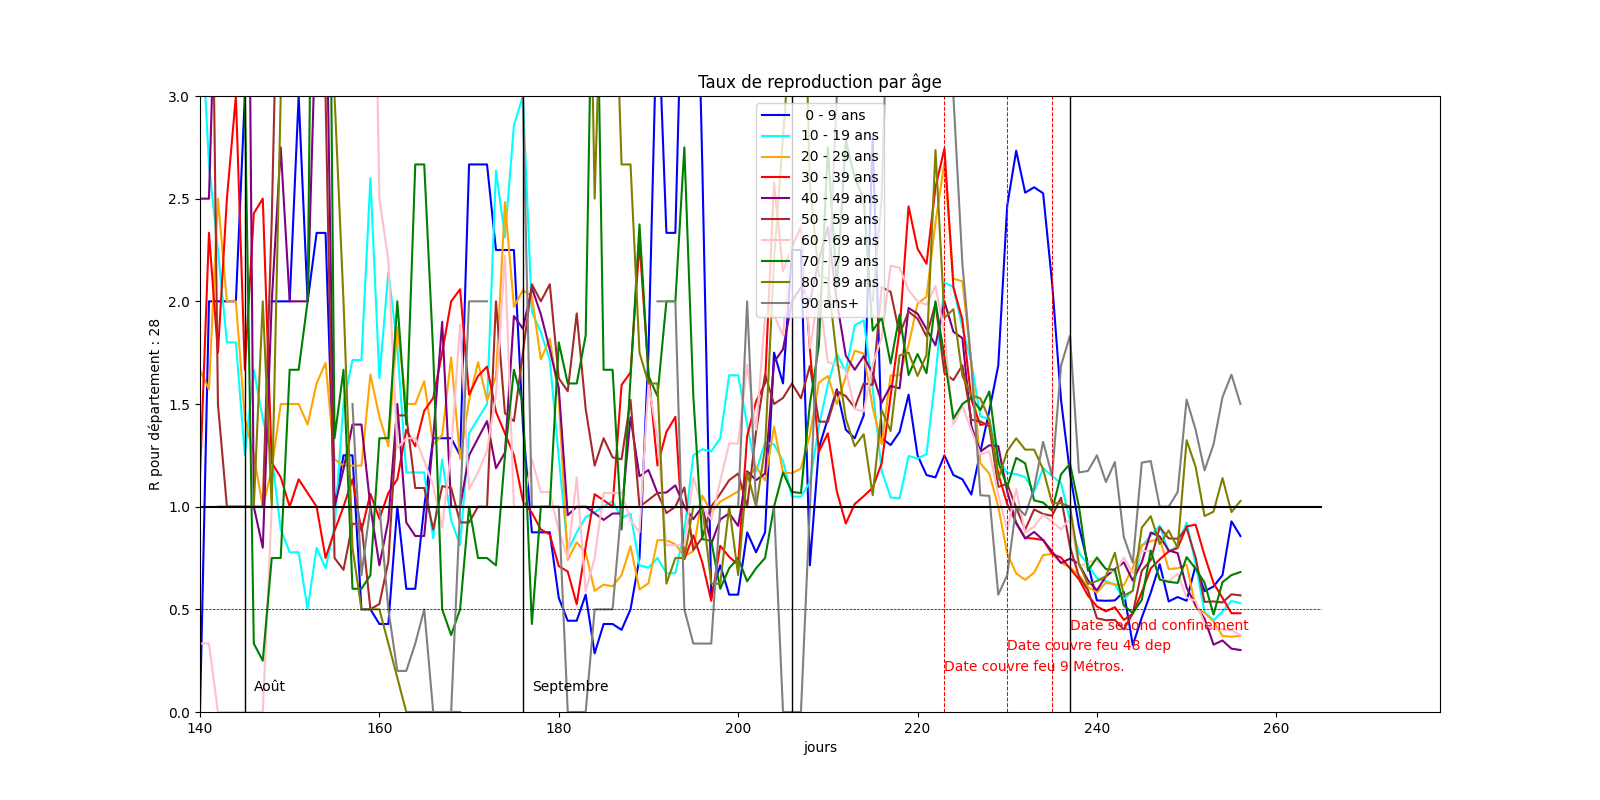 Taux de reproduction par âge
R pour département : 28
3.0
2.5
2.0
1.5
1.0
0.5
0.0
0 - 9 ans
10 - 19 ans
20 - 29 ans
30 - 39 ans
40 - 49 ans
50 - 59 ans
60 - 69 ans
70 - 79 ans
80 - 89 ans
90 ans+
Date second confinement
Date couvre feu 48 dep
Date couvre feu 9 Métros.
Août
Septembre
140
160
180
200
220
240
260
jours